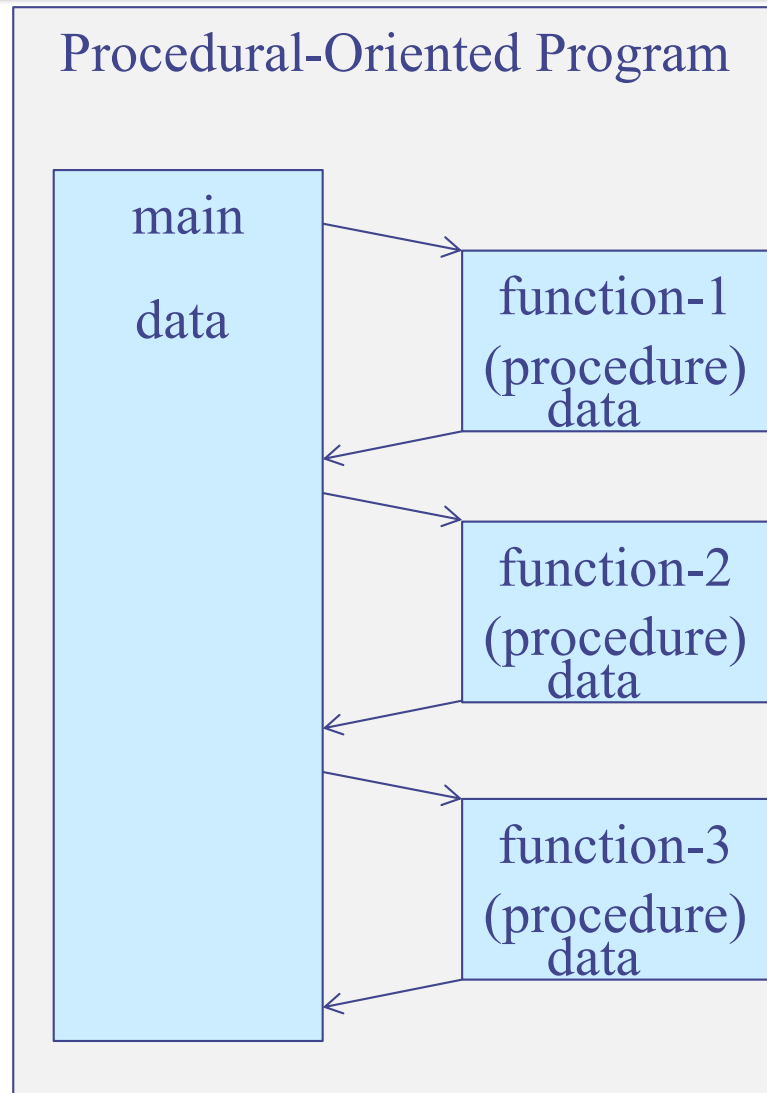 Procedural-Oriented Program
main
data
function-1
(procedure)
data
function-2
(procedure)
data
function-3
(procedure)
data